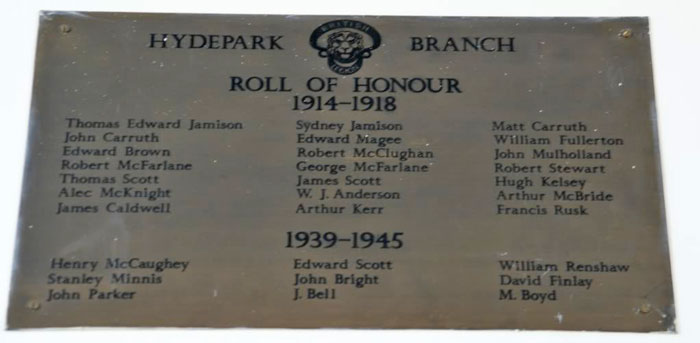 HYDEPARK BRITISH LEGION BRANCH
ROLL OF HONOUR
1914–1918
Thomas Edward Jamison Sydney Jamison Matt Carruth
John Carruth Edward Magee William Fullerton
Edward Brown Robert McClughan John Mulholland
Robert McFarlane George McFarlane Robert Stewart
Thomas Scott James Scott Hugh Kelsey
Alec McKnight W. J. Anderson Arthur McBride
James Caldwell Arthur Kerr Francis Rusk
1939–1945
Henry McCaughey Edward Scott William Renshaw
Stanley Minnis John Bright David Finlay
John Parker J. Bell M. Boyd